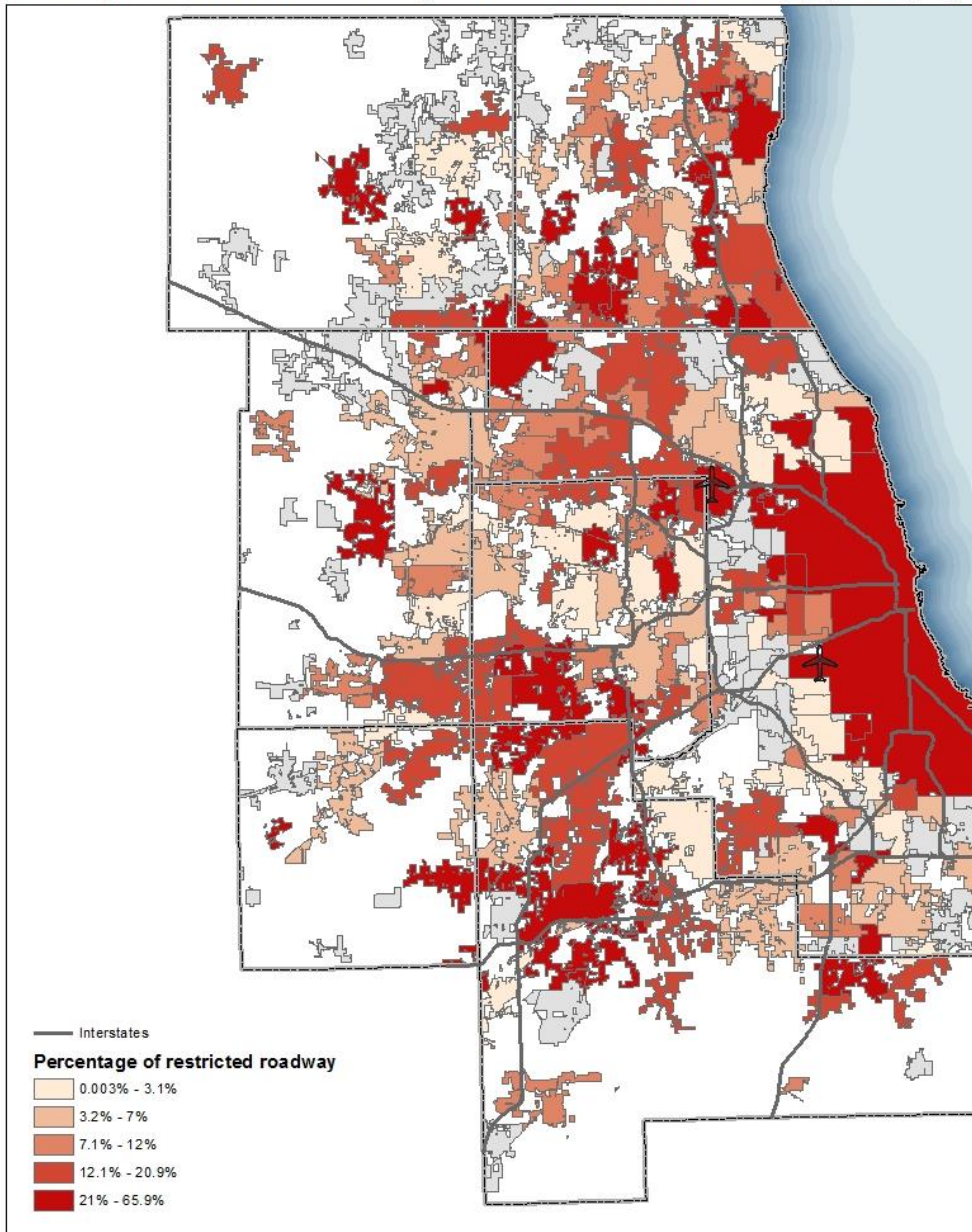 Interstates
Percentage of restricted roadway
0.003% - 3.1%
3.2% - 7%
7.1% - 12%
12.1% - 20.9%
21% - 65.9%